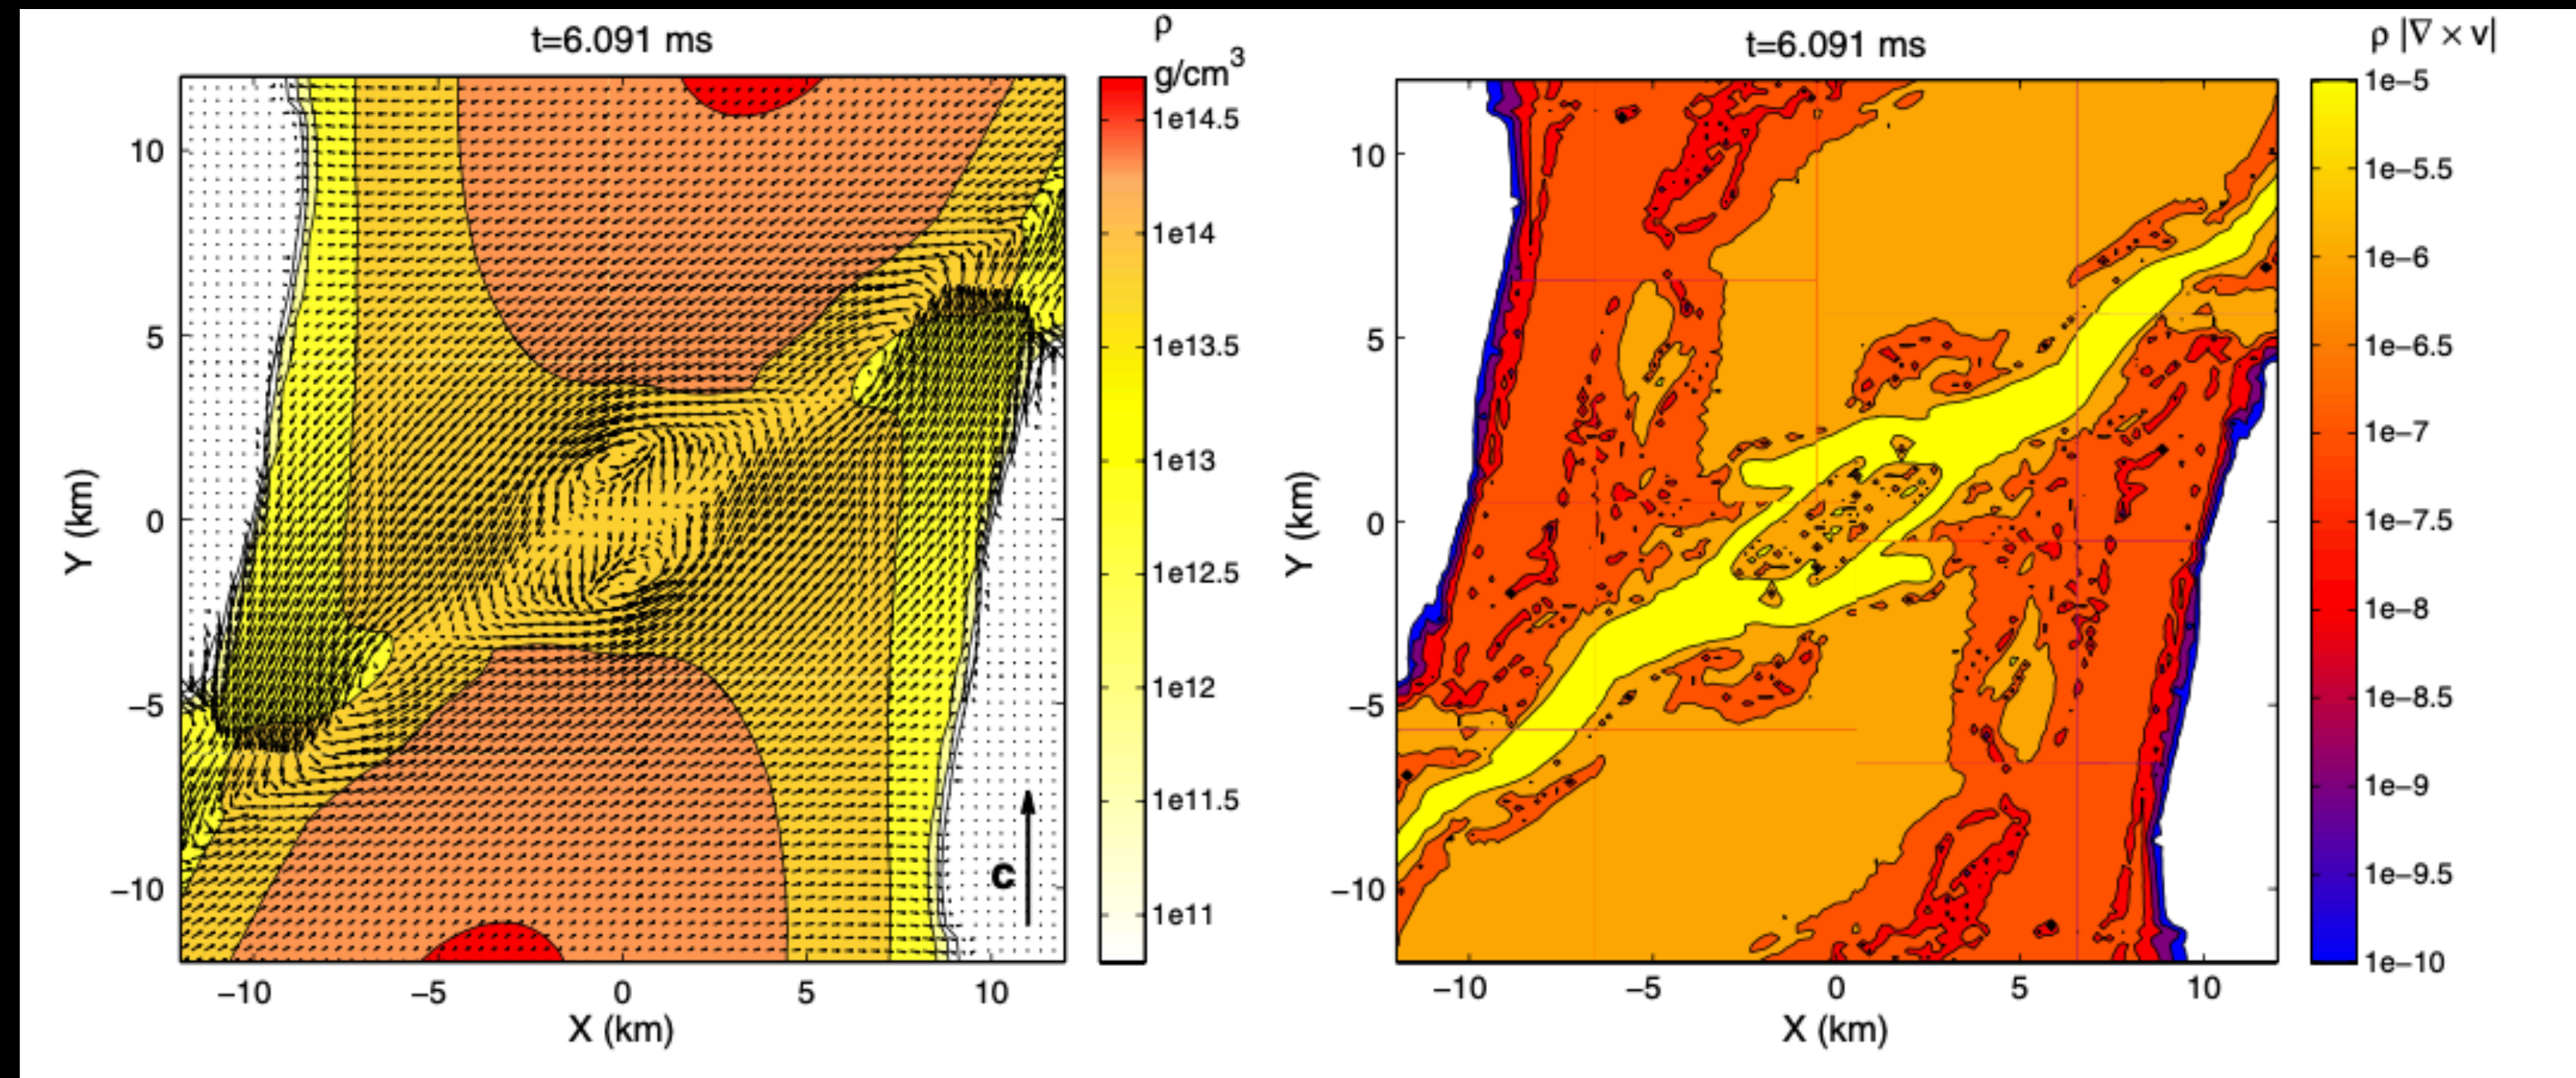 t=6.091 ms
ρ
g/cm³
1e14.5
1e14
1e13.5
1e13
1e12.5
1e12
1e11.5
1e11
10
5
0
−5
−10
Y (km)
c
−10 −5 0 5 10
X (km)
t=6.091 ms
ρ |∇ × v|
1e−5
1e−5.5
1e−6
1e−6.5
1e−7
1e−7.5
1e−8
1e−8.5
1e−9
1e−9.5
1e−10
10
5
0
−5
−10
Y (km)
−10 −5 0 5 10
X (km)